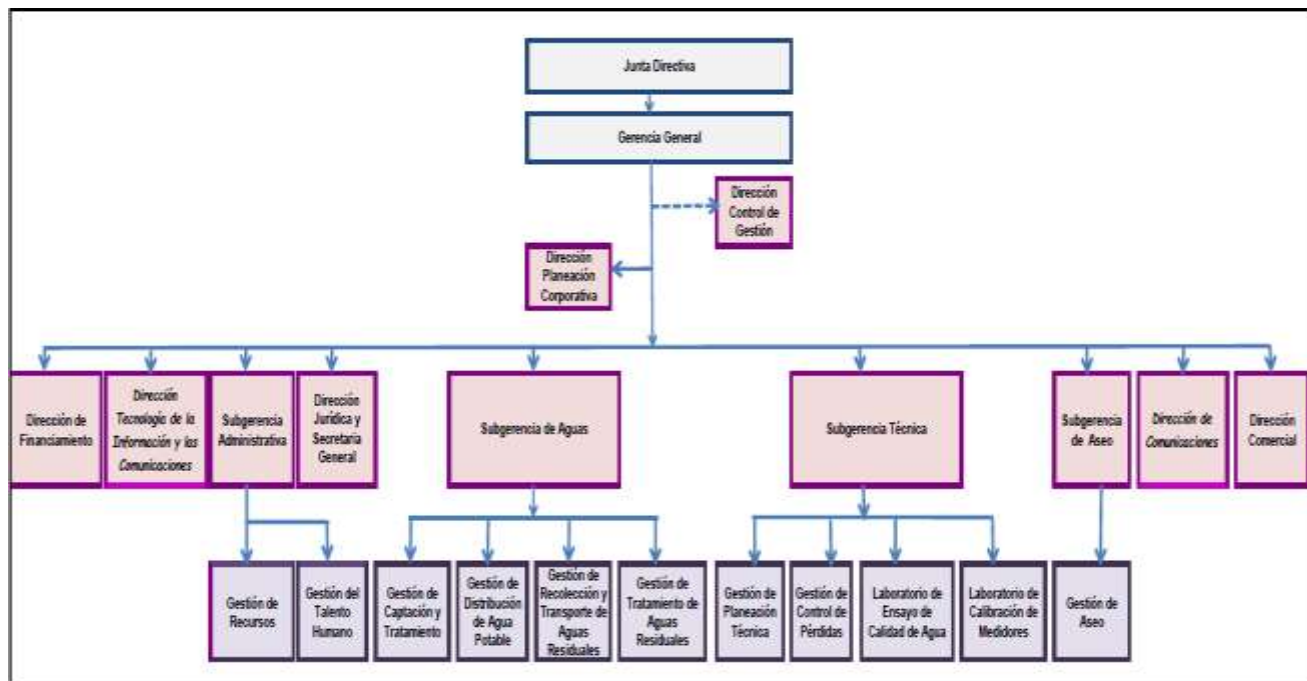 Junta Directiva
Gerencia General
Dirección
Control de
Gestión
Dirección
Planeación
Corporativa
Dirección de
Financiamiento
Dirección
Tecnología de la
Información y las
Comunicaciones
Subgerencia
Administrativa
Dirección
Jurídica y
Secretaria
General
Subgerencia de Aguas
Subgerencia Técnica
Subgerencia
de Aseo
Dirección de
Comunicaciones
Dirección
Comercial
Gestión de
Recursos
Gestión del
Talento
Humano
Gestión de
Captación y
Tratamiento
Gestión de
Distribución
de Agua
Potable
Gestión de
Recolección y
Transporte de
Aguas
Residuales
Gestión de
Tratamiento de
Aguas
Residuales
Gestión de
Planeación
Técnica
Gestión de
Control de
Pérdidas
Laboratorio de
Ensayo de
Calidad de Agua
Laboratorio de
Calibración de
Medidores
Gestión de
Aseo